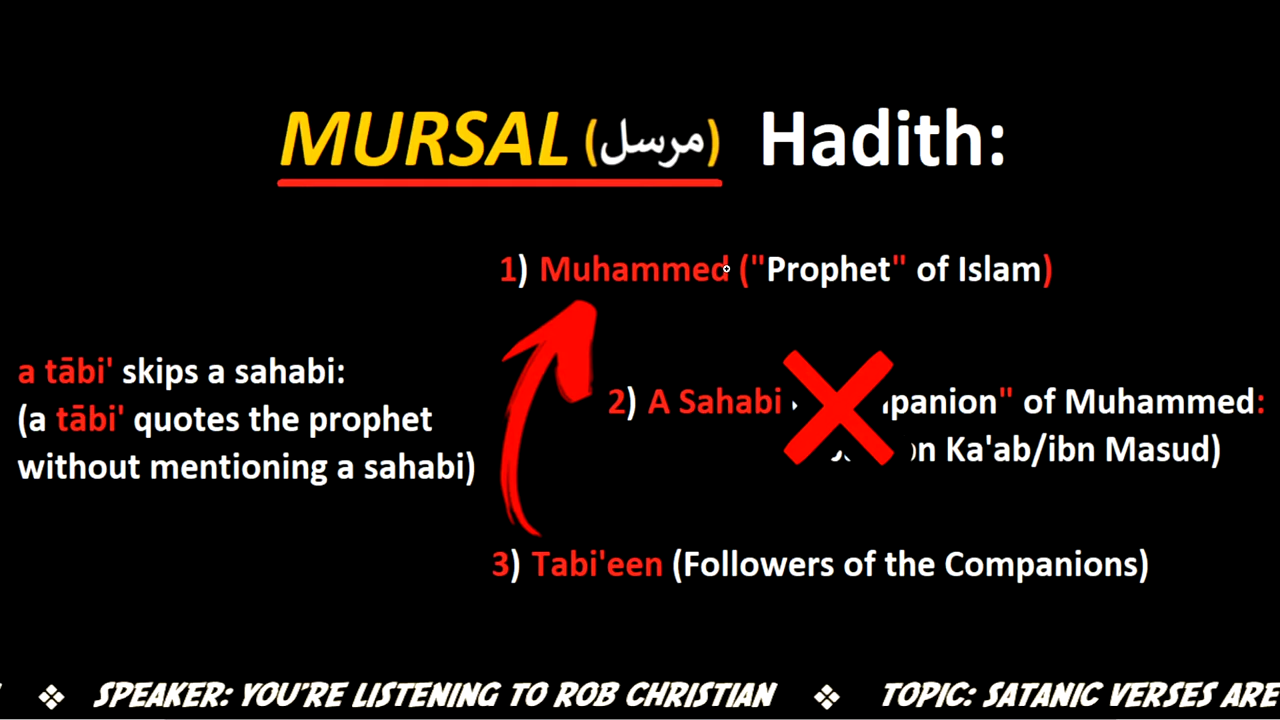 MURSAL (مرسل) Hadith:
1) Muhammed ("Prophet" of Islam)
a tābi' skips a sahabi:
(a tābi' quotes the prophet
without mentioning a sahabi)
2) A Sahabi panion" of Muhammed:
n Ka'ab/ibn Masud)
3) Tabi'een (Followers of the Companions)
❖ SPEAKER: YOU'RE LISTENING TO ROB CHRISTIAN ❖ TOPIC: SATANIC VERSES ARE